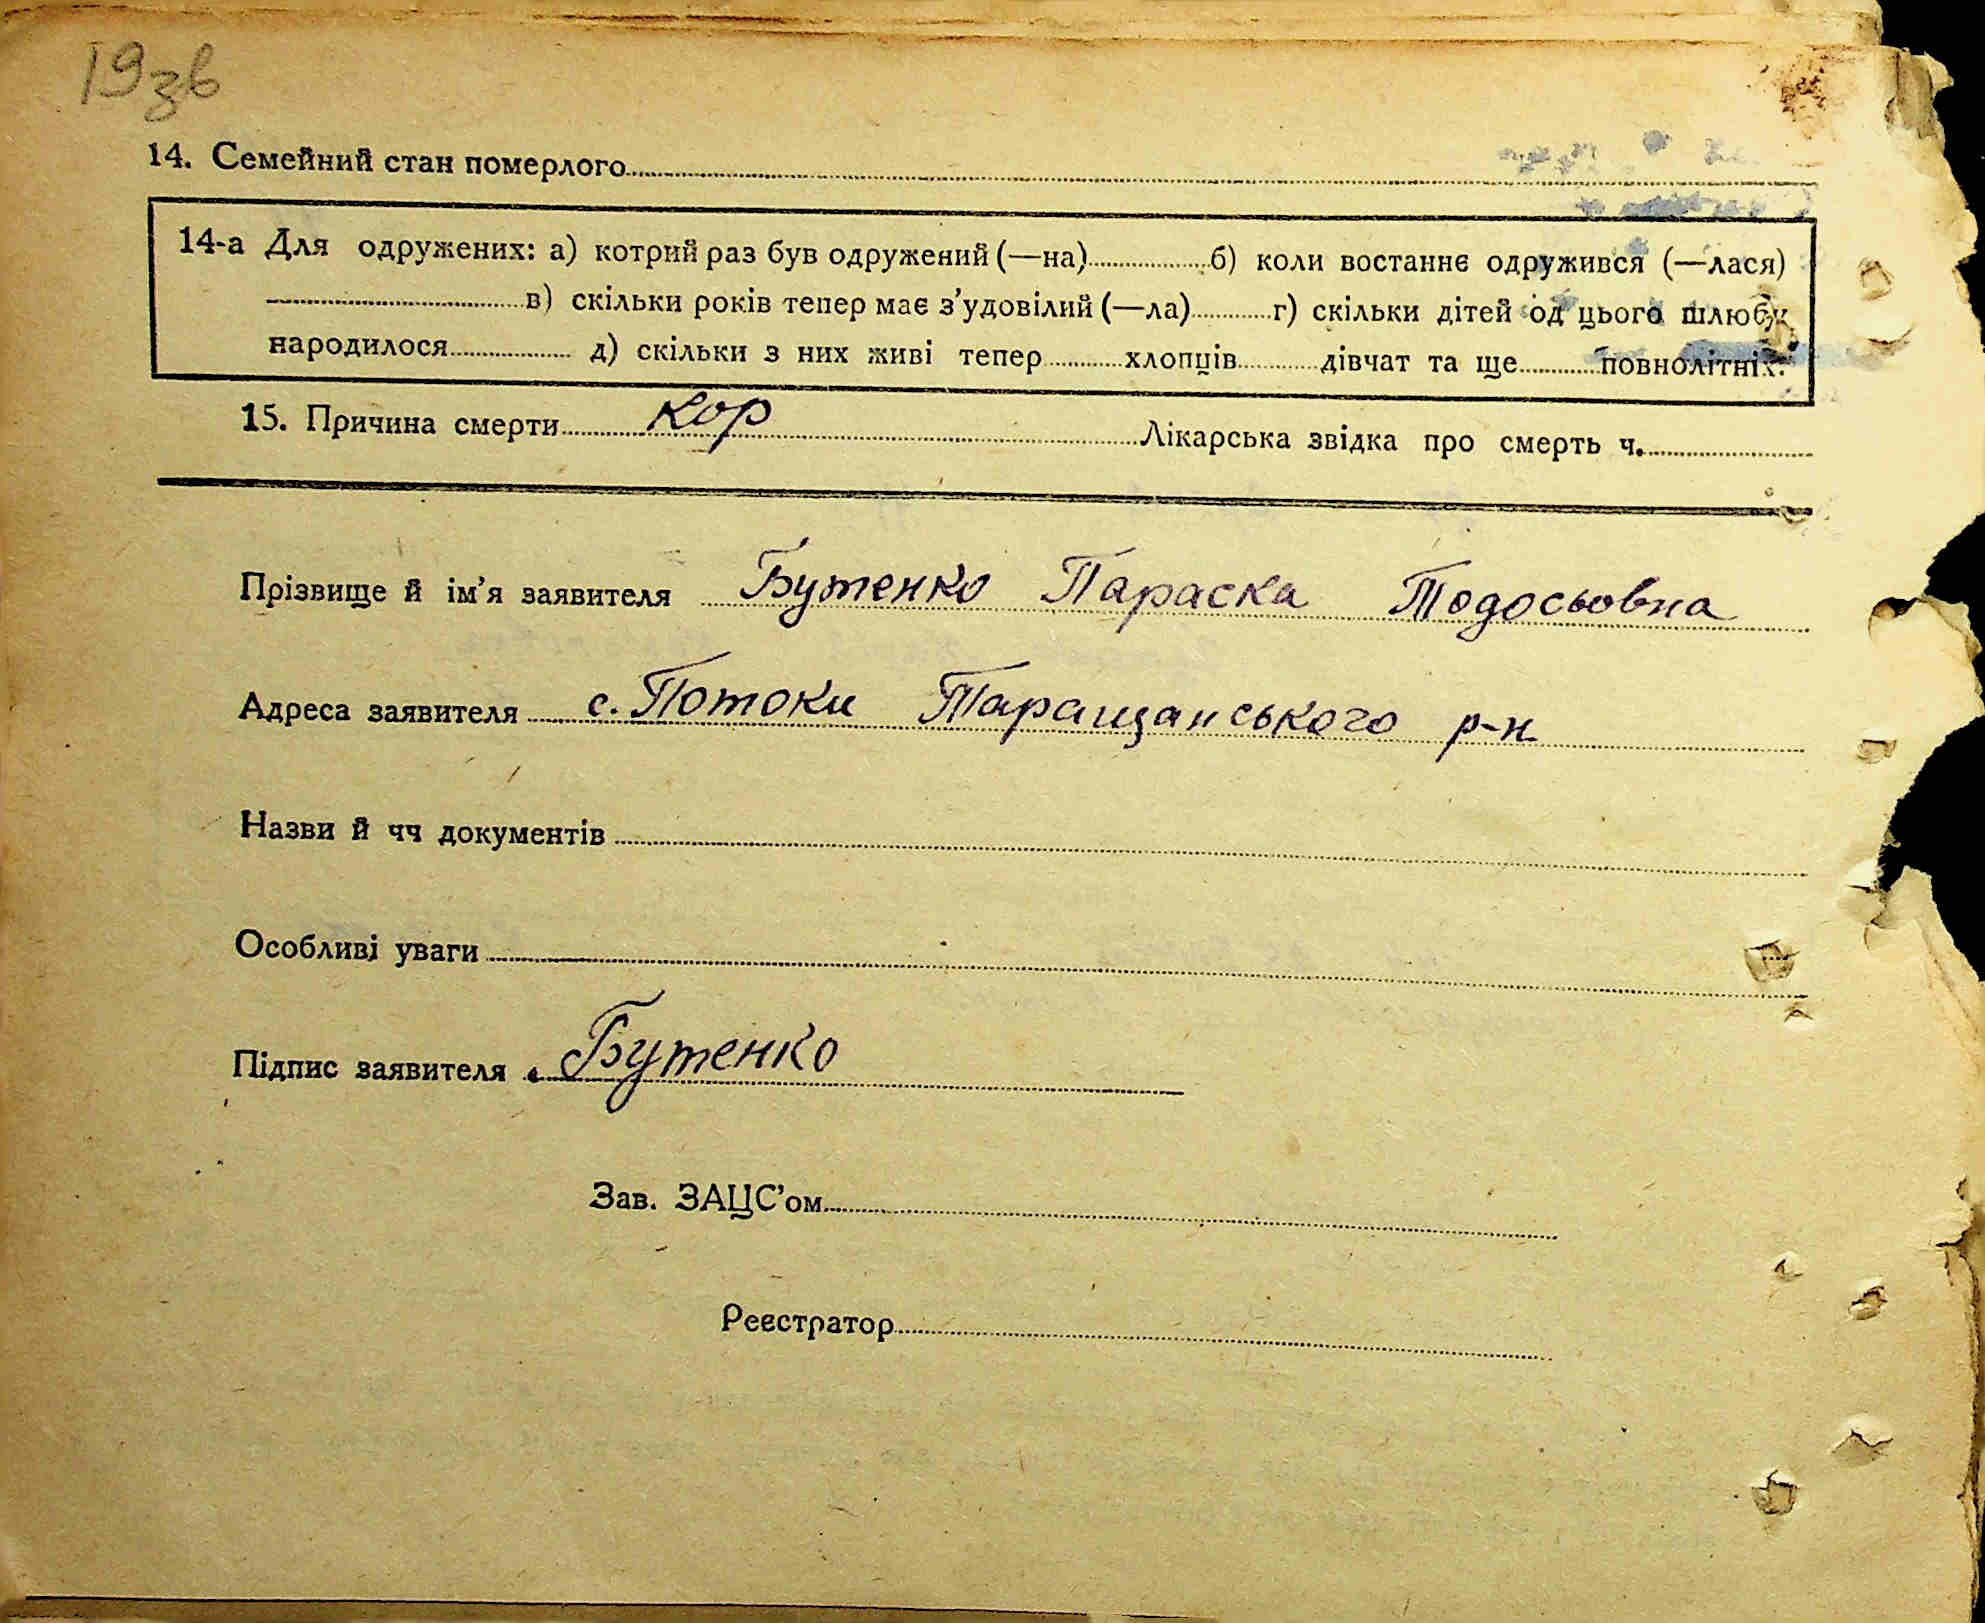 19зв
14. Семейний стан померлого
14-а Для одружених: а) котрий раз був одружений (—на) б) коли востаннє одружився (—лася)
в) скільки років тепер має з’удовілий (—ла) г) скільки дітей од цього шлюбу
народилося д) скільки з них живі тепер хлопців дівчат та ще повнолітніх.
15. Причина смерти Кор Лікарська звідка про смерть ч.
Прізвище й ім’я заявителя Бутенко Параска Тодосьовна
Адреса заявителя с. Потоки Таращанського р-н
Назви й чч документів
Особливі уваги
Підпис заявителя Бутенко
Зав. ЗАЦС’ом
Реєстратор